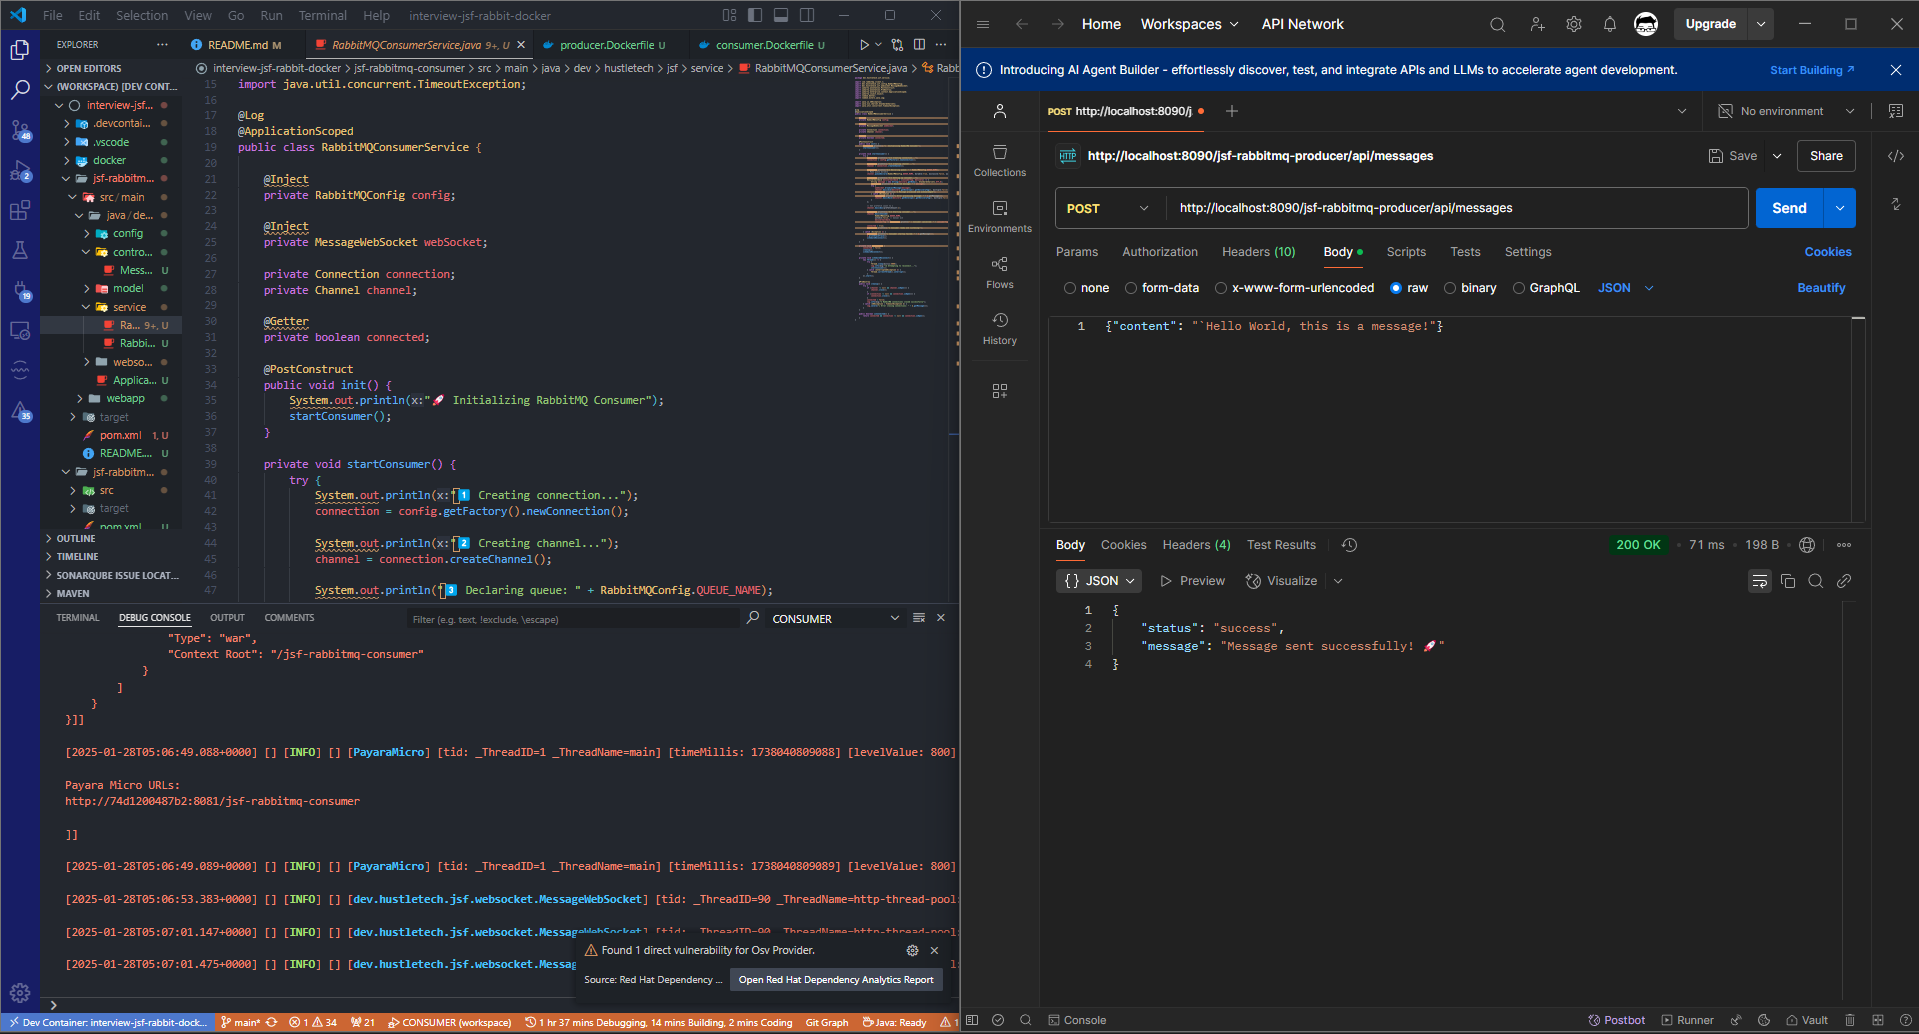 File Edit Selection View Go Run Terminal Help interview-jsf-rabbit-docker
EXPLORER
README.md M
RabbitMQConsumerService.java 9+, U
producer.Dockerfile U
consumer.Dockerfile U
interview-jsf-rabbit-docker > jsf-rabbitmq-consumer > src > main > java > dev > hustletech > jsf > service > RabbitMQConsumerService.java > Rabb
OPEN EDITORS
(WORKSPACE) [DEV CONT...
interview-jsf...
.devcontai...
.vscode
docker
jsf-rabbitm...
src / main
java / de...
config
contro...
Mess... U
model
service
Ra... 9+, U
Rabbi... U
webso...
Applica... U
webapp
target
pom.xml 1, U
README.... U
jsf-rabbitm...
src
target
pom.xml U
OUTLINE
TIMELINE
SONARQUBE ISSUE LOCAT...
MAVEN
48
2
19
35
15 import java.util.concurrent.TimeoutException;
16
17 @Log
18 @ApplicationScoped
19 public class RabbitMQConsumerService {
20
21 @Inject
22 private RabbitMQConfig config;
23
24 @Inject
25 private MessageWebSocket webSocket;
26
27 private Connection connection;
28 private Channel channel;
29
30 @Getter
31 private boolean connected;
32
33 @PostConstruct
34 public void init() {
35 System.out.println(x:"🚀 Initializing RabbitMQ Consumer");
36 startConsumer();
37 }
38
39 private void startConsumer() {
40 try {
41 System.out.println(x:"1️⃣ Creating connection...");
42 connection = config.getFactory().newConnection();
43
44 System.out.println(x:"2️⃣ Creating channel...");
45 channel = connection.createChannel();
46
47 System.out.println("3️⃣ Declaring queue: " + RabbitMQConfig.QUEUE_NAME);
TERMINAL DEBUG CONSOLE OUTPUT COMMENTS
Filter (e.g. text, !exclude, \escape)
CONSUMER
"Type": "war",
"Context Root": "/jsf-rabbitmq-consumer"
}
]
}
}]]
[2025-01-28T05:06:49.088+0000] [] [INFO] [] [PayaraMicro] [tid: _ThreadID=1 _ThreadName=main] [timeMillis: 1738040809088] [levelValue: 800]
Payara Micro URLs:
http://74d1200487b2:8081/jsf-rabbitmq-consumer
]]
[2025-01-28T05:06:49.089+0000] [] [INFO] [] [PayaraMicro] [tid: _ThreadID=1 _ThreadName=main] [timeMillis: 1738040809089] [levelValue: 800]
[2025-01-28T05:06:53.383+0000] [] [INFO] [] [dev.hustletech.jsf.websocket.MessageWebSocket] [tid: _ThreadID=90 _ThreadName=http-thread-pool:
[2025-01-28T05:07:01.147+0000] [] [INFO] [] [dev.hustletech.jsf.websocket.MessageWebSocket] [tid: _ThreadID=90 _ThreadName=http-thread-pool:
[2025-01-28T05:07:01.475+0000] [] [INFO] [] [dev.hustletech.jsf.websocket.Messa
Found 1 direct vulnerability for Osv Provider.
Source: Red Hat Dependency ...
Open Red Hat Dependency Analytics Report
Dev Container: interview-jsf-rabbit-dock... main* 1 34 21 CONSUMER (workspace) 1 hr 37 mins Debugging, 14 mins Building, 2 mins Coding Git Graph Java: Ready 1
Home Workspaces API Network
Upgrade
Introducing AI Agent Builder - effortlessly discover, test, and integrate APIs and LLMs to accelerate agent development.
Start Building
Collections
Environments
Flows
History
POST http://localhost:8090/j
No environment
HTTP http://localhost:8090/jsf-rabbitmq-producer/api/messages
Save
Share
POST
http://localhost:8090/jsf-rabbitmq-producer/api/messages
Send
Params Authorization Headers (10) Body Scripts Tests Settings Cookies
none form-data x-www-form-urlencoded raw binary GraphQL JSON Beautify
1 {"content": "`Hello World, this is a message!"}
Body Cookies Headers (4) Test Results
200 OK 71 ms 198 B
{} JSON Preview Visualize
1 {
2 "status": "success",
3 "message": "Message sent successfully! 🚀"
4 }
Console
Postbot Runner Vault